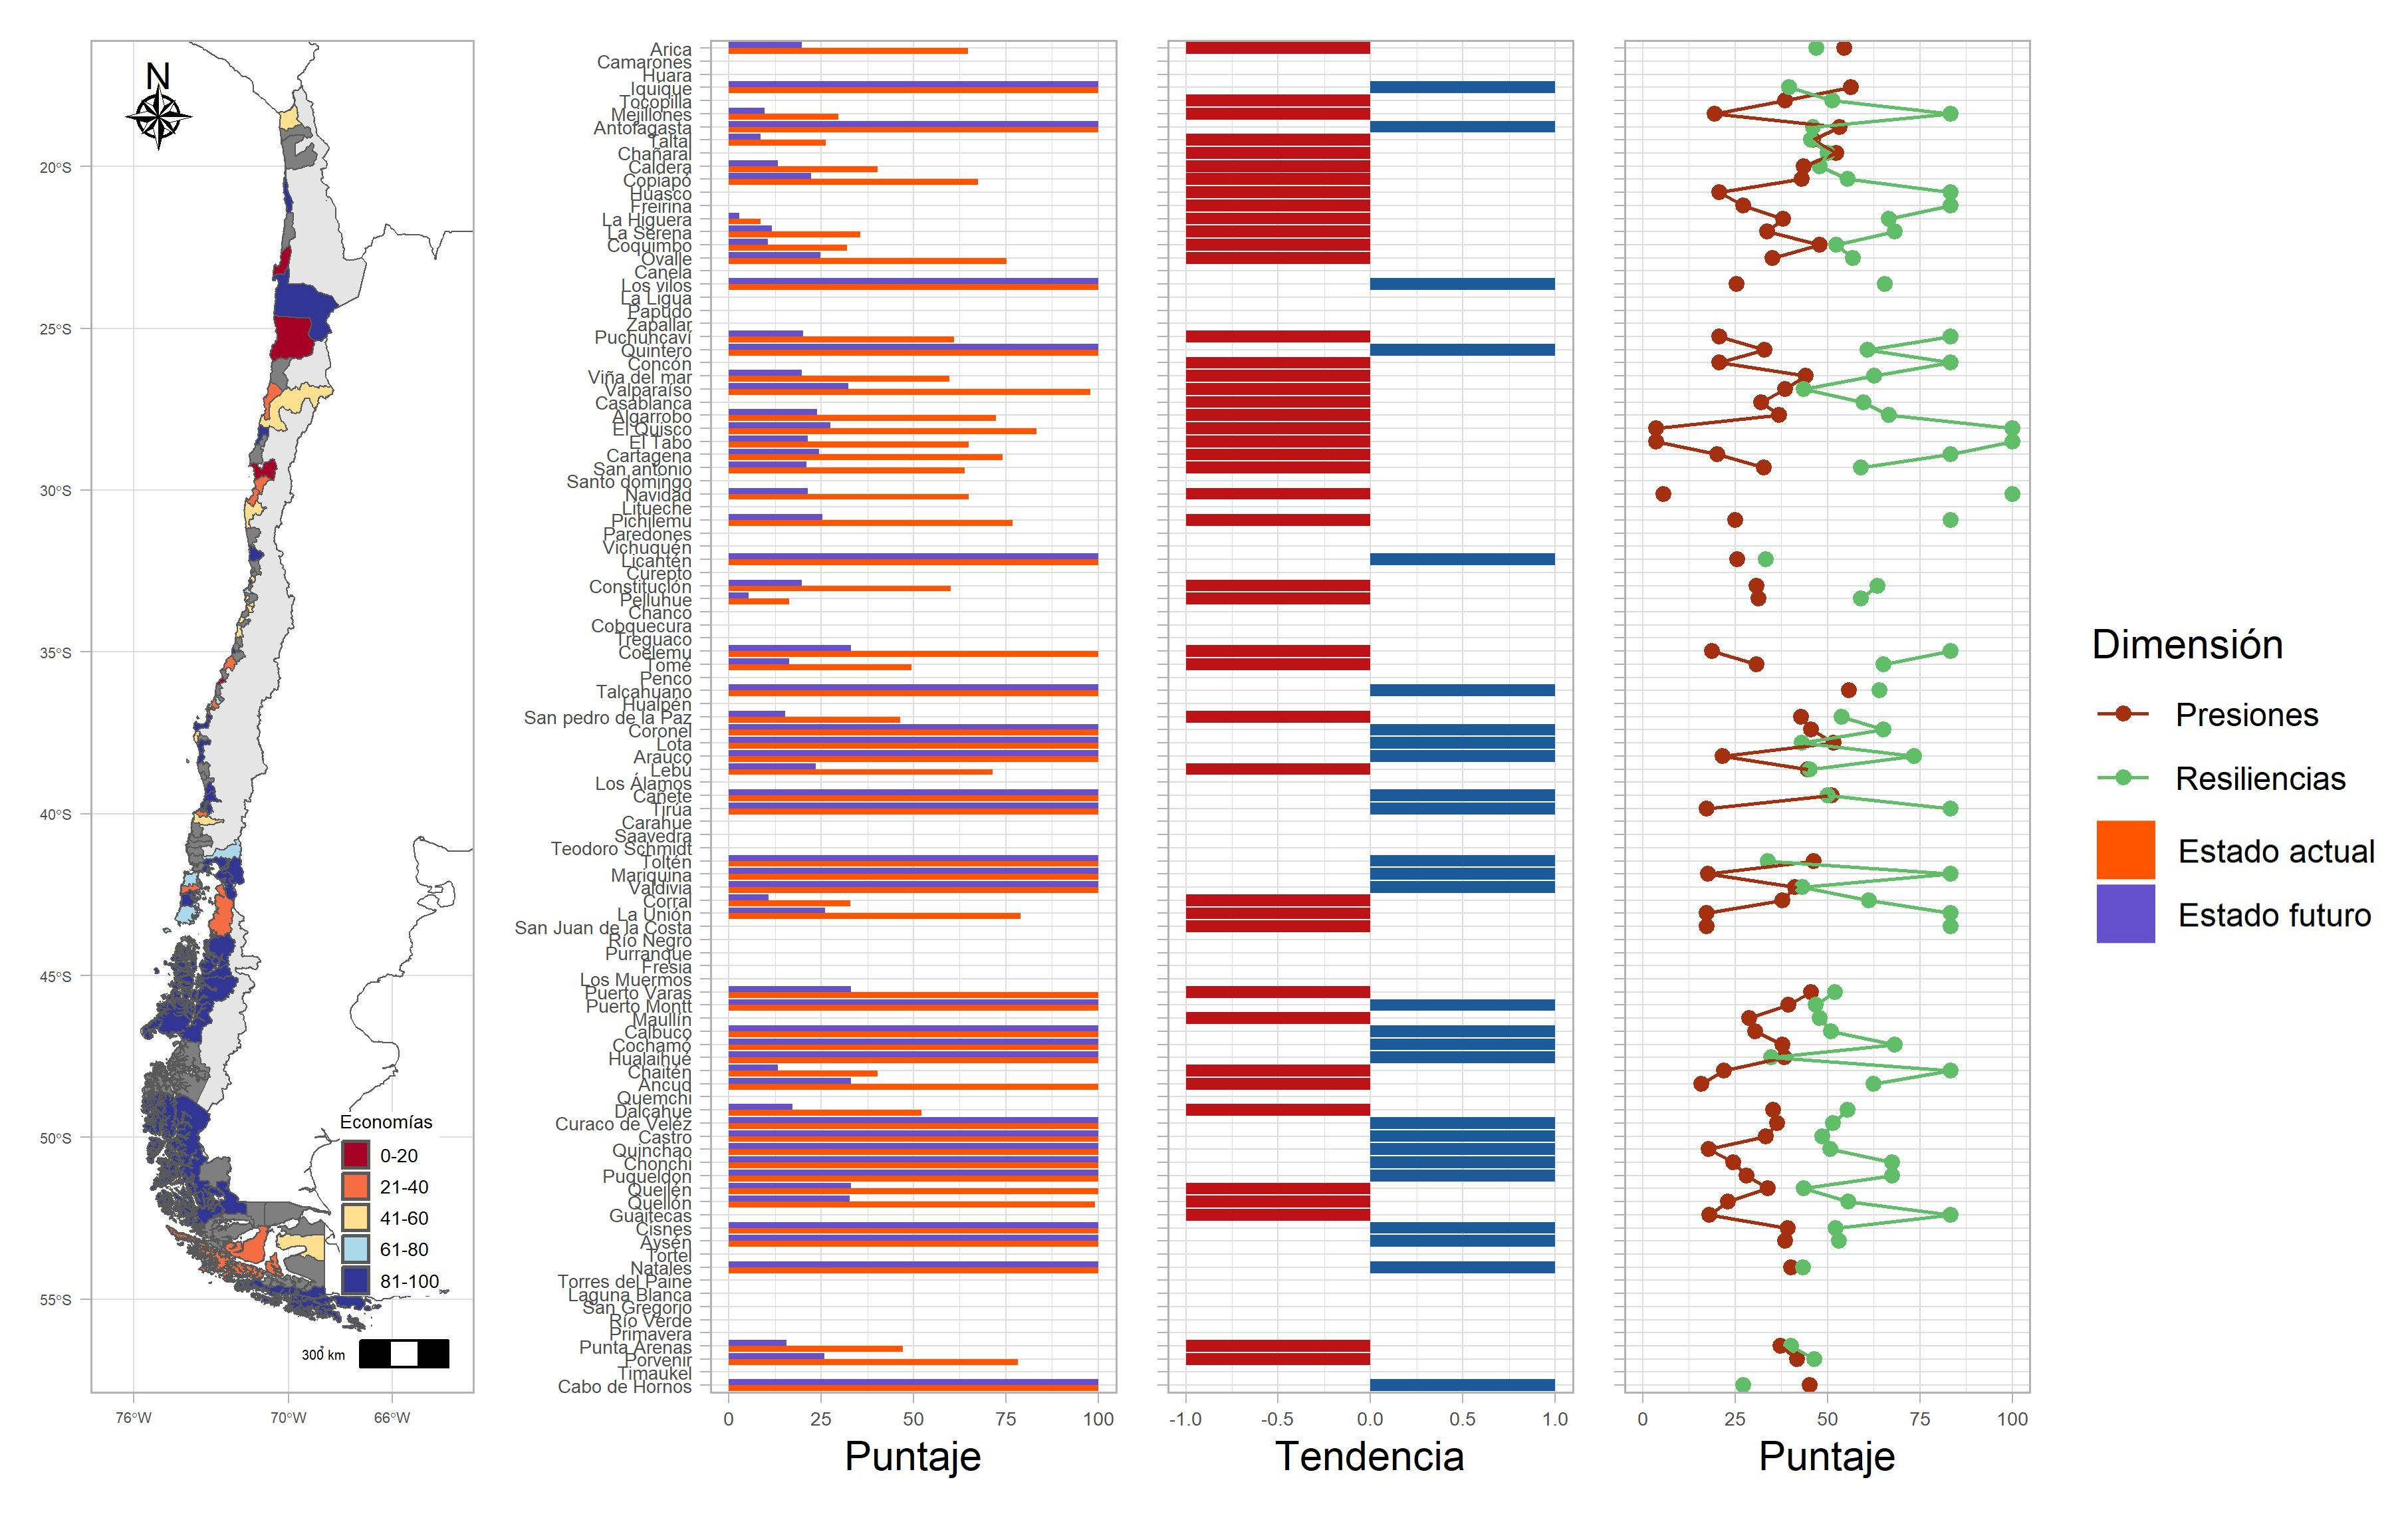 N
20°S
25°S
30°S
35°S
40°S
45°S
50°S
55°S
76°W
70°W
66°W
Economías
0-20
21-40
41-60
61-80
81-100
300 km
Arica
Camarones
Huara
Iquique
Tocopilla
Mejillones
Antofagasta
Taltal
Chañaral
Caldera
Copiapó
Huasco
Freirina
La Higuera
La Serena
Coquimbo
Ovalle
Canela
Los vilos
La Ligua
Papudo
Zapallar
Puchuncaví
Quintero
Concón
Viña del mar
Valparaíso
Casablanca
Algarrobo
El Quisco
El Tabo
Cartagena
San antonio
Santo domingo
Navidad
Litueche
Pichilemu
Paredones
Vichuquén
Licantén
Curepto
Constitución
Pelluhue
Chanco
Cobquecura
Treguaco
Coelemu
Tomé
Penco
Talcahuano
Hualpén
San pedro de la Paz
Coronel
Lota
Arauco
Lebu
Los Álamos
Cañete
Tirúa
Carahue
Saavedra
Teodoro Schmidt
Toltén
Mariquina
Valdivia
Corral
La Unión
San Juan de la Costa
Río Negro
Purranque
Fresia
Los Muermos
Puerto Varas
Puerto Montt
Maullín
Calbuco
Cochamó
Hualaihué
Chaitén
Ancud
Quemchi
Dalcahue
Curaco de Velez
Castro
Quinchao
Chonchi
Puqueldon
Queilén
Quellón
Guaitecas
Cisnes
Aysén
Tortel
Natales
Torres del Paine
Laguna Blanca
San Gregorio
Río Verde
Primavera
Punta Arenas
Porvenir
Timaukel
Cabo de Hornos
0 25 50 75 100
Puntaje
-1.0 -0.5 0.0 0.5 1.0
Tendencia
0 25 50 75 100
Puntaje
Dimensión
Presiones
Resiliencias
Estado actual
Estado futuro